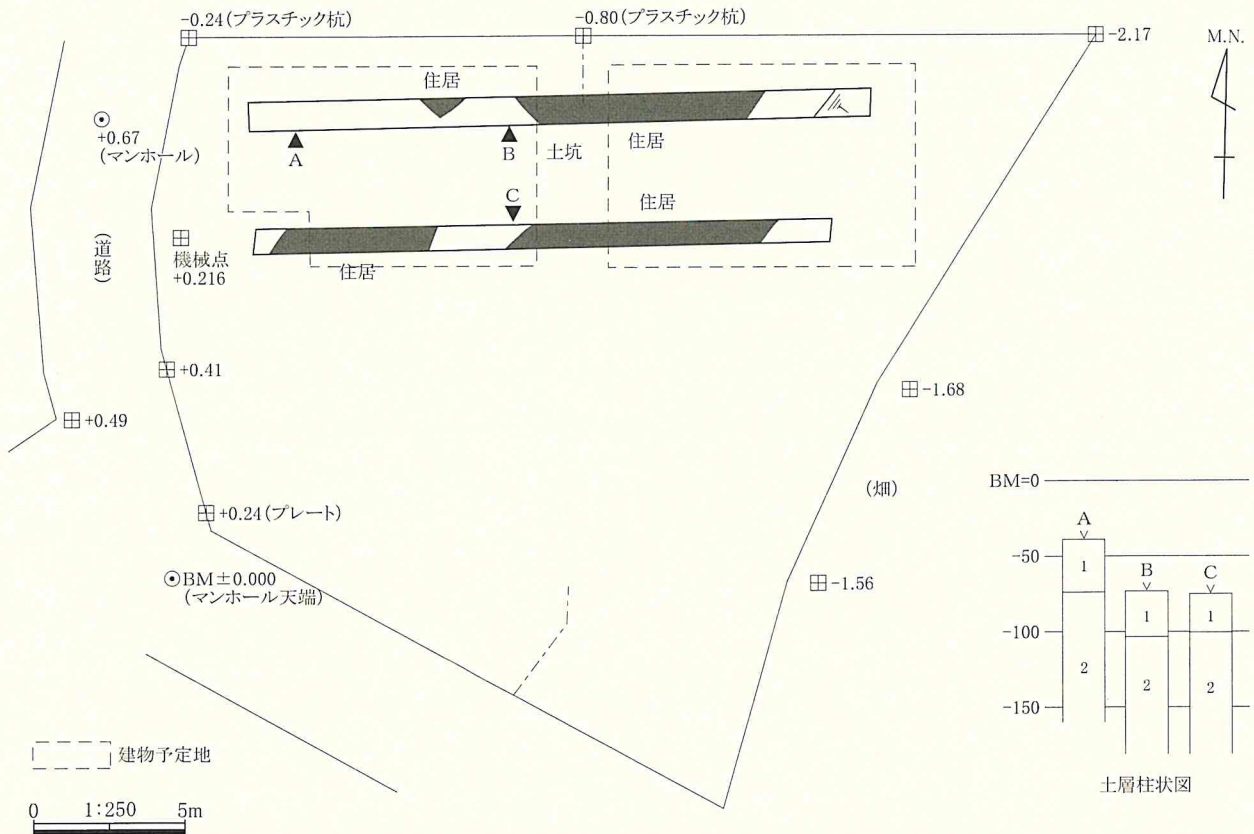 -0.24(プラスチック杭)
-0.80(プラスチック杭)
-2.17
M.N.
住居
+0.67
(マンホール)
A
B
土坑
住居
C
住居
(道路)
機械点
+0.216
住居
+0.41
+0.49
-1.68
(畑)
+0.24(プレート)
BM±0.000
(マンホール天端)
-1.56
BM=0
A
-50
1
B
C
1
1
-100
2
2
2
-150
土層柱状図
建物予定地
0 1:250 5m